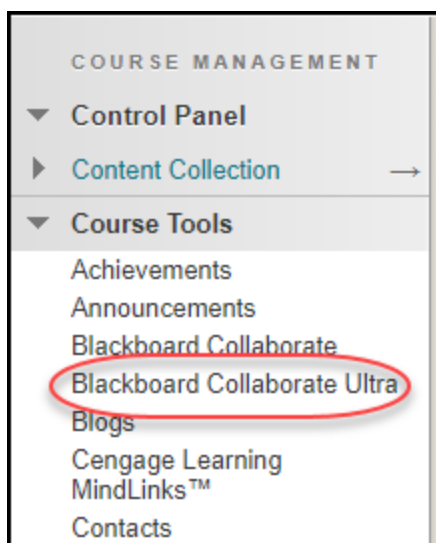 COURSE MANAGEMENT
Control Panel
Content Collection →
Course Tools
Achievements
Announcements
Blackboard Collaborate
Blackboard Collaborate Ultra
Blogs
Cengage Learning
MindLinks™
Contacts